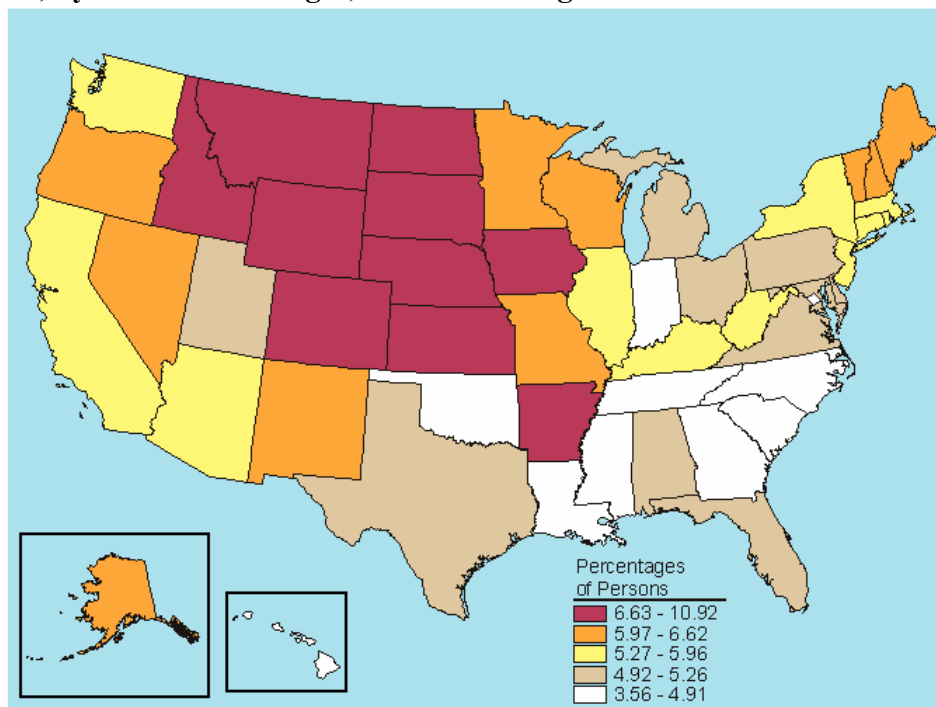 Percentages
of Persons
6.63 - 10.92
5.97 - 6.62
5.27 - 5.96
4.92 - 5.26
3.56 - 4.91